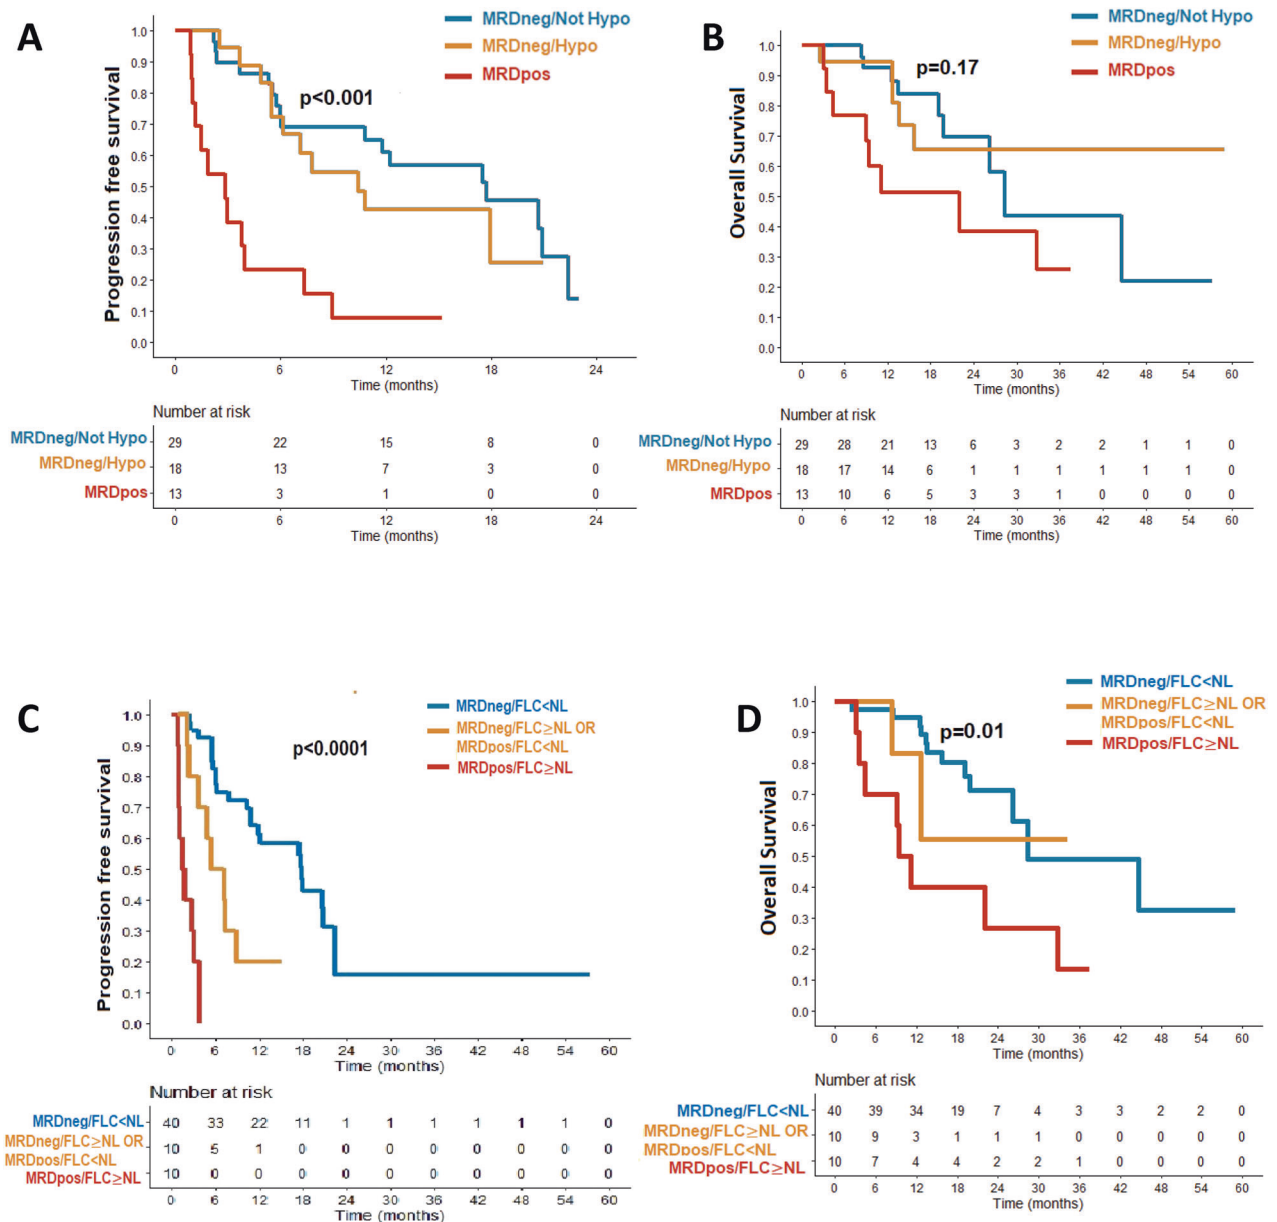 A
MRDneg/Not Hypo
MRDneg/Hypo
MRDpos
p<0.001
Progression free survival
1.0
0.9
0.8
0.7
0.6
0.5
0.4
0.3
0.2
0.1
0.0
0 6 12 18 24
Time (months)
Number at risk
MRDneg/Not Hypo 29 22 15 8 0
MRDneg/Hypo 18 13 7 3 0
MRDpos 13 3 1 0 0
0 6 12 18 24
Time (months)
B
MRDneg/Not Hypo
MRDneg/Hypo
MRDpos
p=0.17
Overall Survival
1.0
0.9
0.8
0.7
0.6
0.5
0.4
0.3
0.2
0.1
0.0
0 6 12 18 24 30 36 42 48 54 60
Time (months)
Number at risk
MRDneg/Not Hypo 29 28 21 13 6 3 2 2 1 1 0
MRDneg/Hypo 18 17 14 6 1 1 1 1 1 1 0
MRDpos 13 10 6 5 3 3 1 0 0 0 0
0 6 12 18 24 30 36 42 48 54 60
Time (months)
C
MRDneg/FLC<NL
MRDneg/FLC≥NL OR
MRDpos/FLC<NL
MRDpos/FLC≥NL
p<0.0001
Progression free survival
1.0
0.9
0.8
0.7
0.6
0.5
0.4
0.3
0.2
0.1
0.0
0 6 12 18 24 30 36 42 48 54 60
Time (months)
Number at risk
MRDneg/FLC<NL 40 33 22 11 1 1 1 1 1 1 0
MRDneg/FLC≥NL OR
MRDpos/FLC<NL 10 5 1 0 0 0 0 0 0 0 0
MRDpos/FLC≥NL 10 0 0 0 0 0 0 0 0 0 0
0 6 12 18 24 30 36 42 48 54 60
Time (months)
D
MRDneg/FLC<NL
MRDneg/FLC≥NL OR
MRDpos/FLC<NL
MRDpos/FLC≥NL
p=0.01
Overall Survival
1.0
0.9
0.8
0.7
0.6
0.5
0.4
0.3
0.2
0.1
0.0
0 6 12 18 24 30 36 42 48 54 60
Time (months)
Number at risk
MRDneg/FLC<NL 40 39 34 19 7 4 3 3 2 2 0
MRDneg/FLC≥NL OR
MRDpos/FLC<NL 10 9 3 1 1 1 0 0 0 0 0
MRDpos/FLC≥NL 10 7 4 4 2 2 1 0 0 0 0
0 6 12 18 24 30 36 42 48 54 60
Time (months)